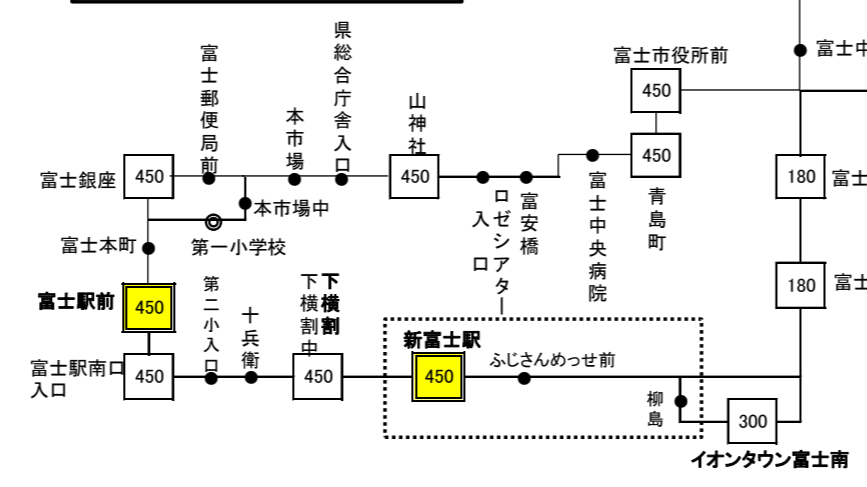 富士中
富士市役所前
450
450
青島町
富士郵便局前
本市場
県総合庁舎入口
山神社
富士銀座
450
450
本市場中
第一小学校
富士本町
ロゼシアター入口
富安橋
富士中央病院
180
富士
180
富士
富士駅前
450
富士駅南口
入口
450
第二小入口
十兵衛
下横割中
下横割
450
新富士駅
450
ふじさんめっせ前
柳島
300
イオンタウン富士南